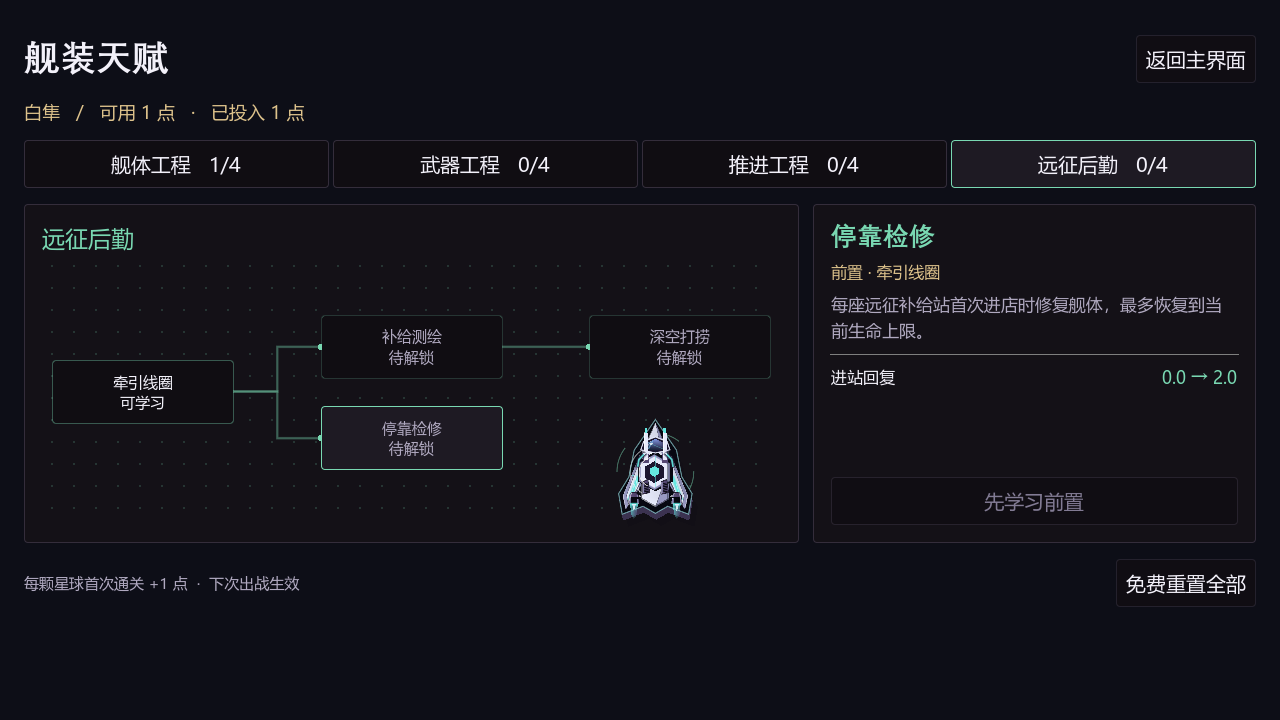 舰装天赋
返回主界面
白隼 / 可用 1 点 · 已投入 1 点
舰体工程 1/4
武器工程 0/4
推进工程 0/4
远征后勤 0/4
远征后勤
牵引线圈
可学习
补给测绘
待解锁
深空打捞
待解锁
停靠检修
待解锁
停靠检修
前置 · 牵引线圈
每座远征补给站首次进店时修复舰体，最多恢复到当
前生命上限。
进站回复 0.0 → 2.0
先学习前置
每颗星球首次通关 +1 点 · 下次出战生效
免费重置全部